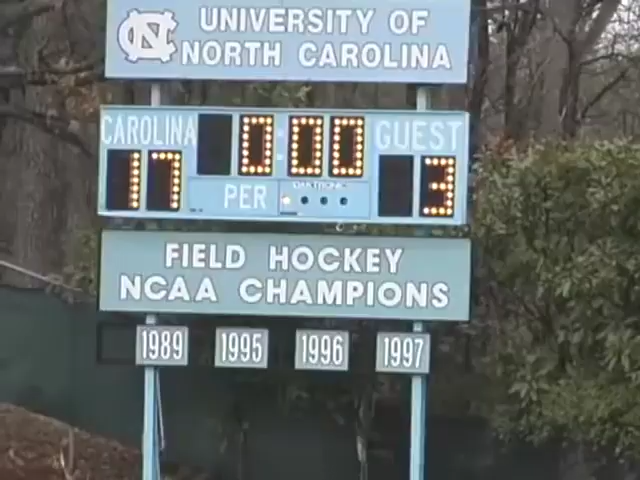 UNIVERSITY OF
NORTH CAROLINA
CAROLINA 0:00 GUEST
17 PER 3
DAKTRONICS
FIELD HOCKEY
NCAA CHAMPIONS
1989 1995 1996 1997